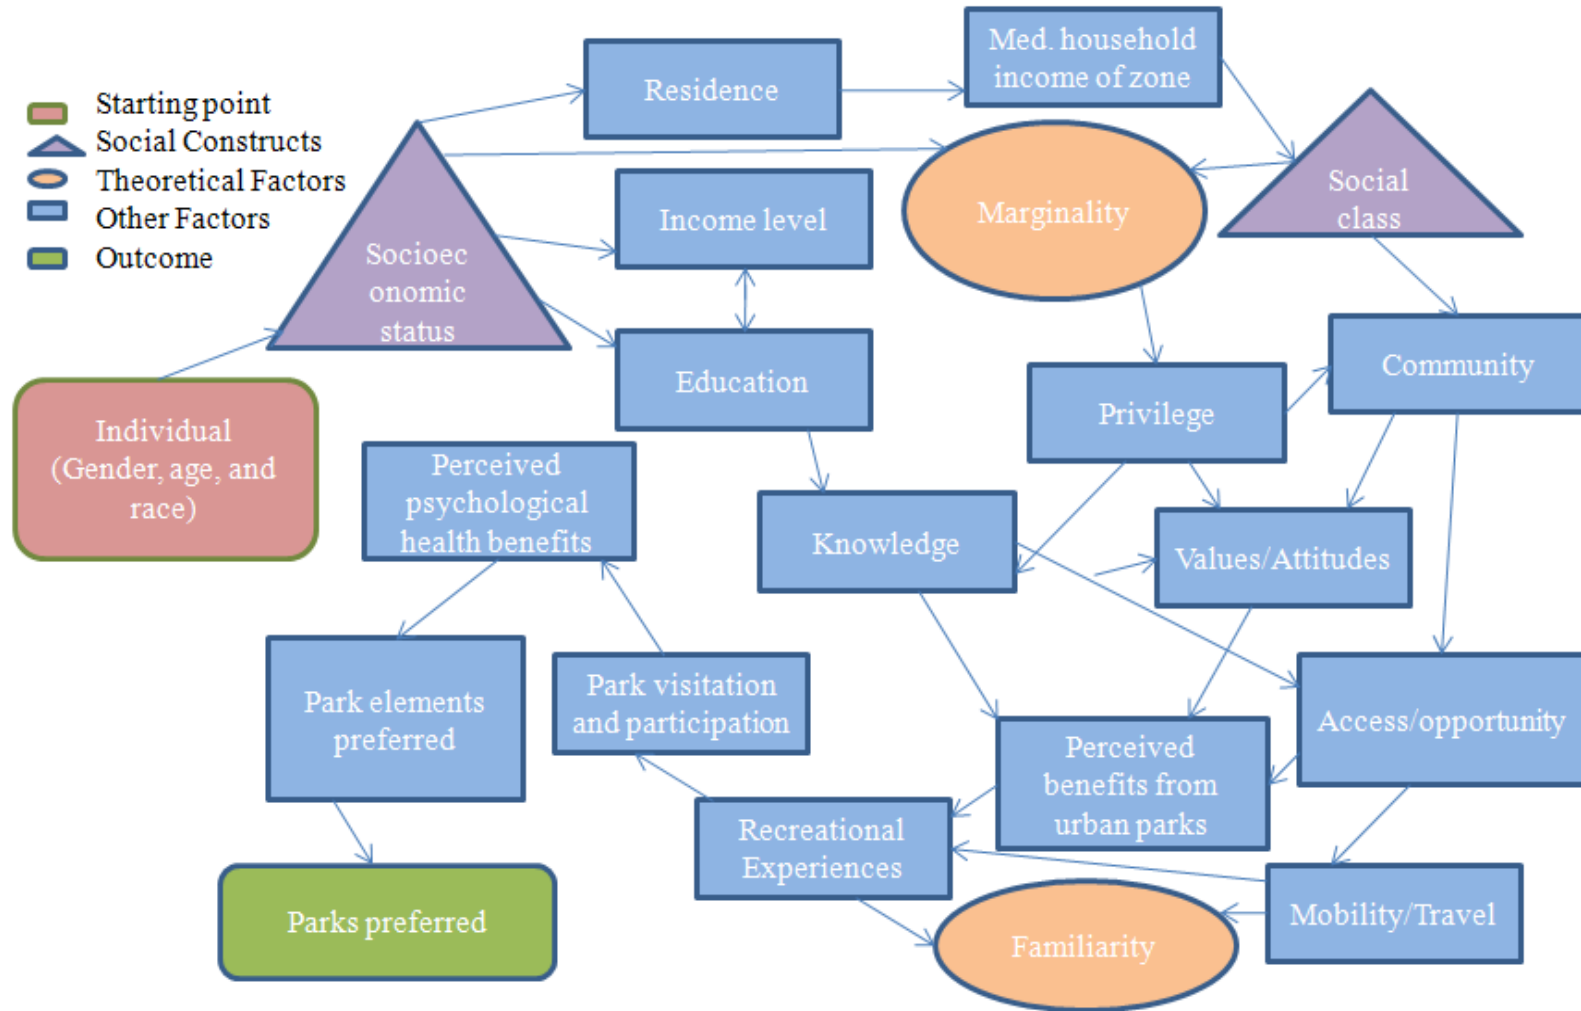 Starting point
Social Constructs
Theoretical Factors
Other Factors
Outcome
Residence
Med. household
income of zone
Social
class
Marginality
Income level
Socioec
onomic
status
Education
Community
Privilege
Individual
(Gender, age, and
race)
Perceived
psychological
health benefits
Knowledge
Values/Attitudes
Park elements
preferred
Park visitation
and participation
Access/opportunity
Perceived
benefits from
urban parks
Recreational
Experiences
Mobility/Travel
Parks preferred
Familiarity